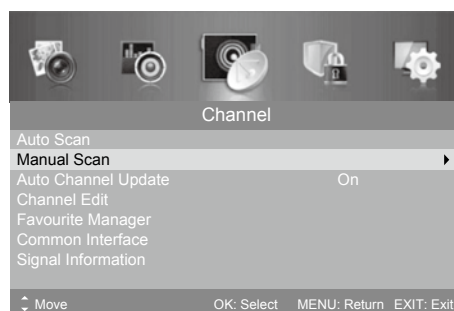 Channel
Auto Scan
Manual Scan
Auto Channel Update On
Channel Edit
Favourite Manager
Common Interface
Signal Information
Move OK: Select MENU: Return EXIT: Exit